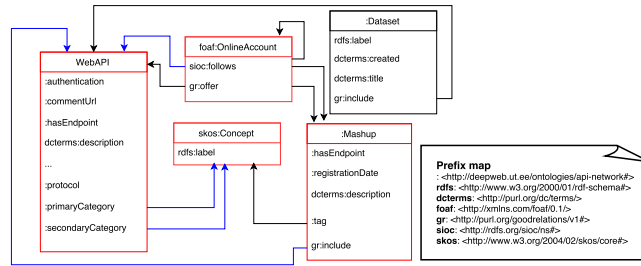 :Dataset
rdfs:label
dcterms:created
dcterms:title
gr:include
foaf:OnlineAccount
sioc:follows
gr:offer
WebAPI
:authentication
:commentUrl
:hasEndpoint
dcterms:description
...
:protocol
:primaryCategory
:secondaryCategory
skos:Concept
rdfs:label
:Mashup
:hasEndpoint
:registrationDate
dcterms:description
:tag
gr:include
Prefix map
: <http://deepweb.ut.ee/ontologies/api-network#>
rdfs: <http://www.w3.org/2000/01/rdf-schema#>
dcterms: <http://purl.org/dc/terms/>
foaf: <http://xmlns.com/foaf/0.1/>
gr: <http://purl.org/goodrelations/v1#>
sioc: <http://rdfs.org/sioc/ns#>
skos: <http://www.w3.org/2004/02/skos/core#>